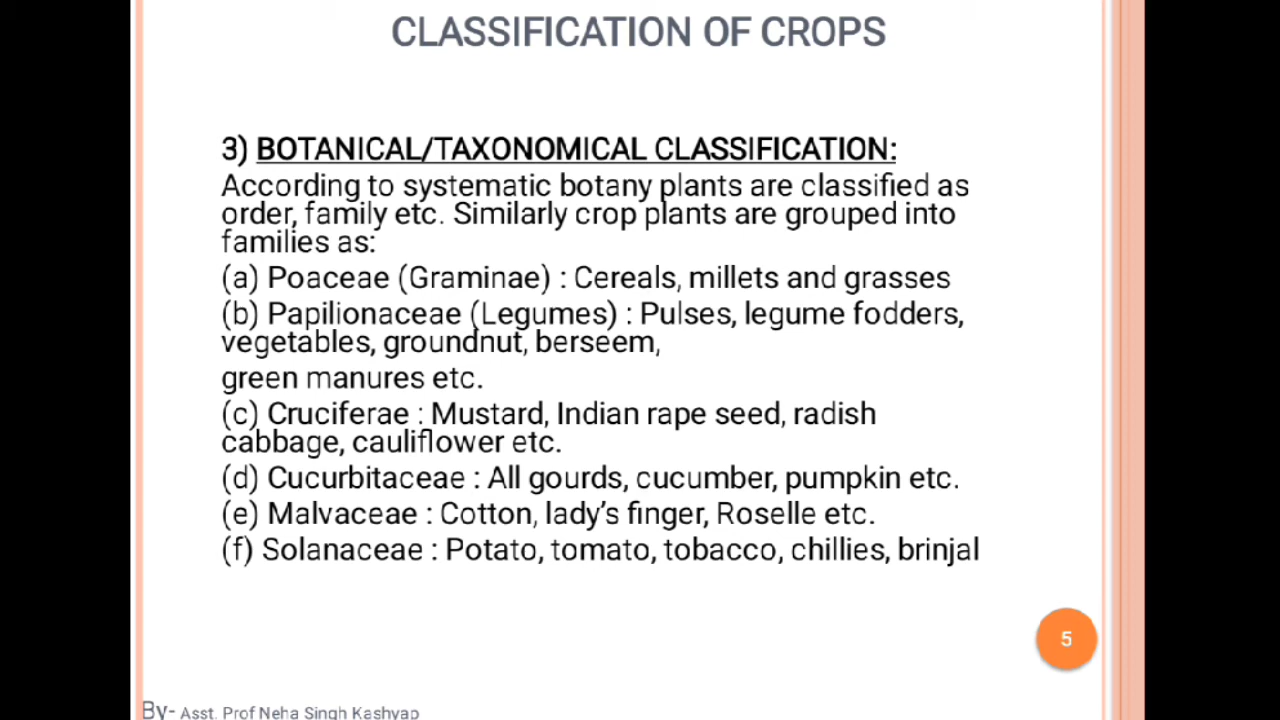 CLASSIFICATION OF CROPS
3) BOTANICAL/TAXONOMICAL CLASSIFICATION:
According to systematic botany plants are classified as
order, family etc. Similarly crop plants are grouped into
families as:
(a) Poaceae (Graminae) : Cereals, millets and grasses
(b) Papilionaceae (Legumes) : Pulses, legume fodders,
vegetables, groundnut, berseem,
green manures etc.
(c) Cruciferae : Mustard, Indian rape seed, radish
cabbage, cauliflower etc.
(d) Cucurbitaceae : All gourds, cucumber, pumpkin etc.
(e) Malvaceae : Cotton, lady’s finger, Roselle etc.
(f) Solanaceae : Potato, tomato, tobacco, chillies, brinjal
5
By- Asst. Prof Neha Singh Kashyap